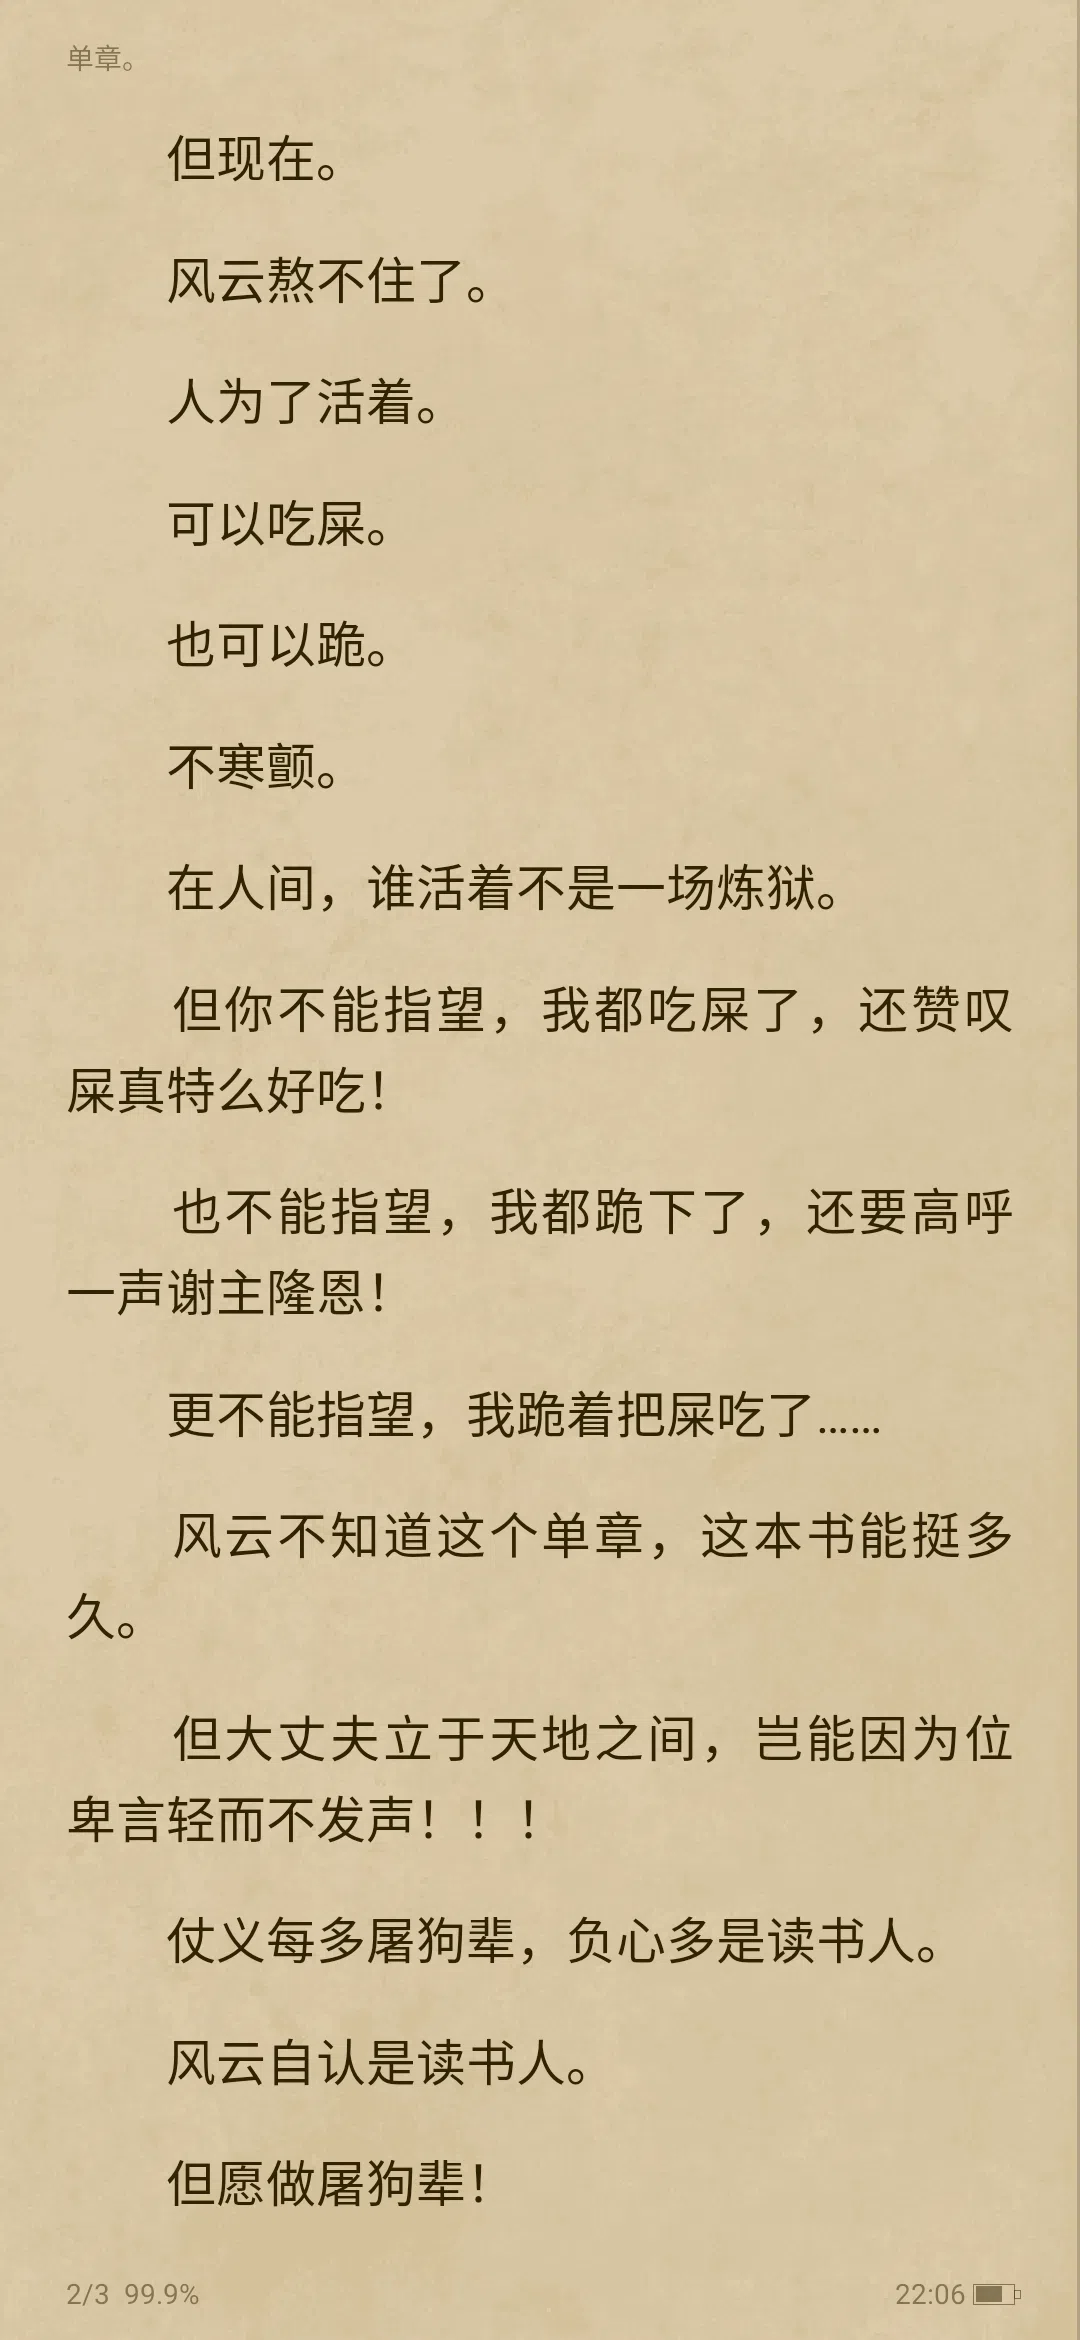 单章。
但现在。
风云熬不住了。
人为了活着。
可以吃屎。
也可以跪。
不寒颤。
在人间，谁活着不是一场炼狱。
但你不能指望，我都吃屎了，还赞叹
屎真特么好吃！
也不能指望，我都跪下了，还要高呼
一声谢主隆恩！
更不能指望，我跪着把屎吃了……
风云不知道这个单章，这本书能挺多
久。
但大丈夫立于天地之间，岂能因为位
卑言轻而不发声！！！
仗义每多屠狗辈，负心多是读书人。
风云自认是读书人。
但愿做屠狗辈！
2/3 99.9% 22:06